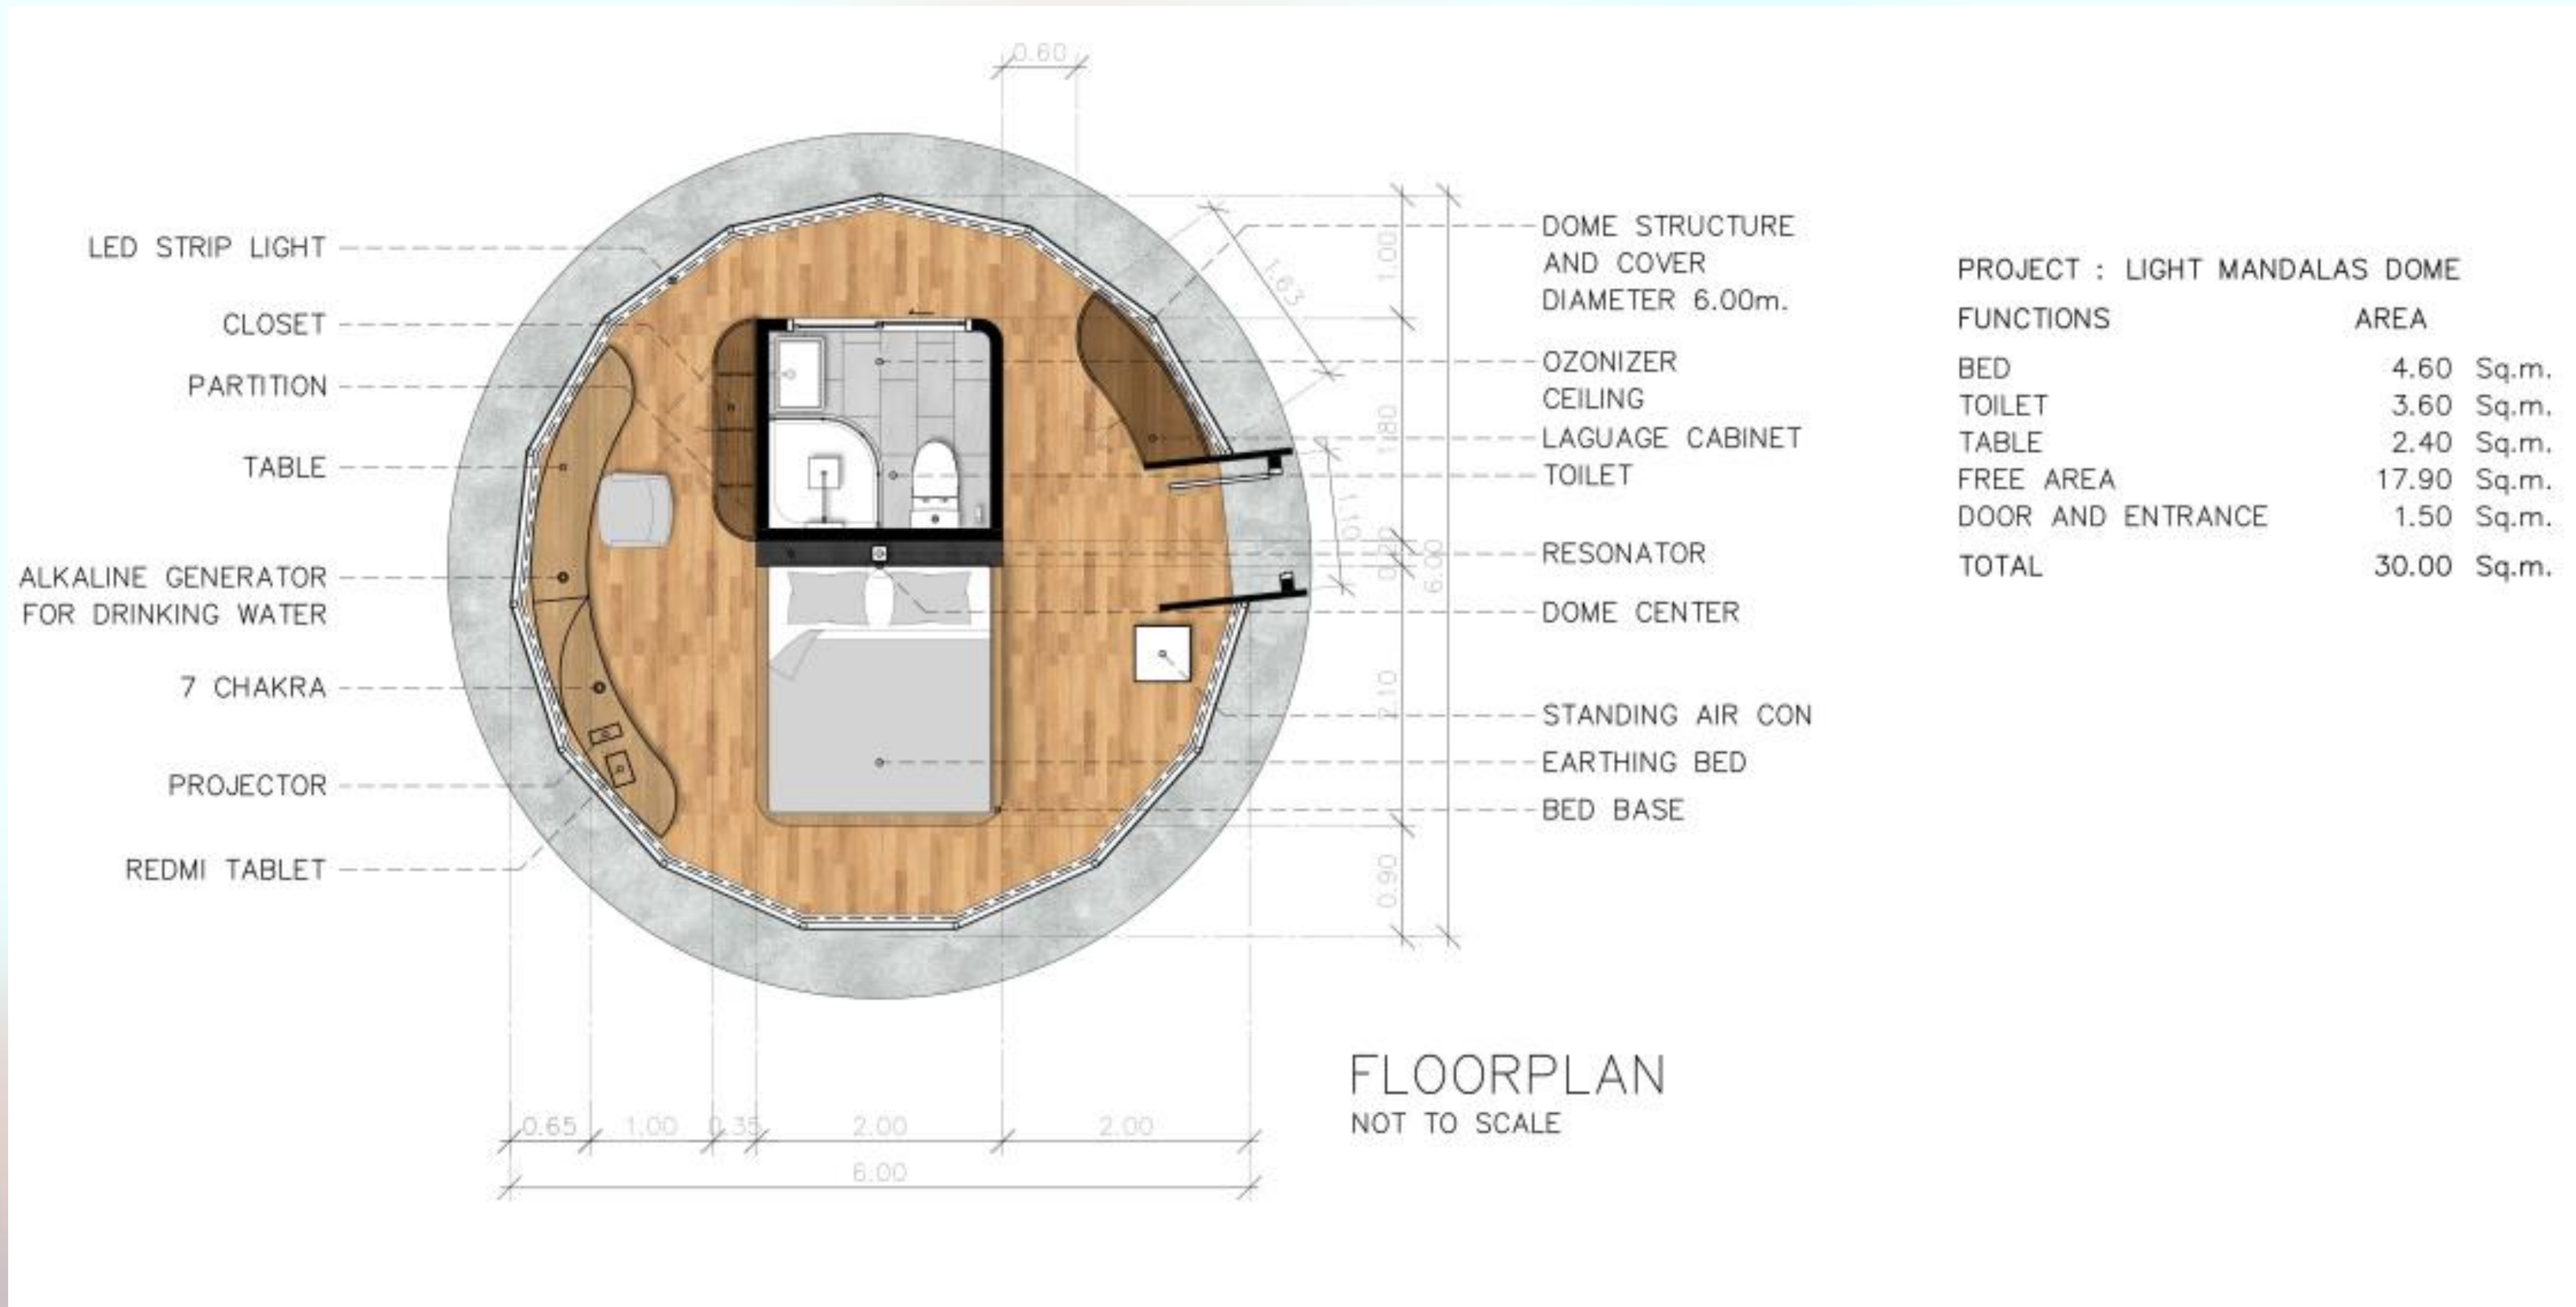 0.60
LED STRIP LIGHT
CLOSET
PARTITION
TABLE
ALKALINE GENERATOR
FOR DRINKING WATER
7 CHAKRA
PROJECTOR
REDMI TABLET
1.63
1.10
1.00
1.80
0.20
6.00
2.10
0.90
DOME STRUCTURE
AND COVER
DIAMETER 6.00m.
OZONIZER
CEILING
LAGUAGE CABINET
TOILET
RESONATOR
DOME CENTER
STANDING AIR CON
EARTHING BED
BED BASE
PROJECT : LIGHT MANDALAS DOME
FUNCTIONS AREA
BED 4.60 Sq.m.
TOILET 3.60 Sq.m.
TABLE 2.40 Sq.m.
FREE AREA 17.90 Sq.m.
DOOR AND ENTRANCE 1.50 Sq.m.
TOTAL 30.00 Sq.m.
0.65 1.00 0.35 2.00 2.00
6.00
FLOORPLAN
NOT TO SCALE